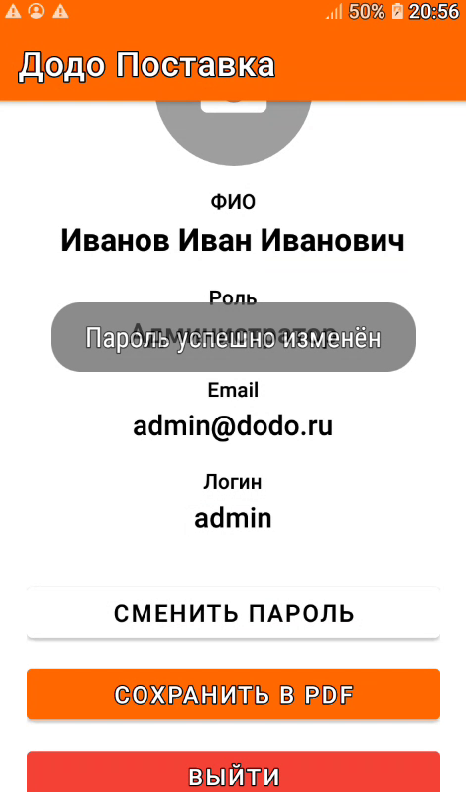 50% 20:56
Додо Поставка
ФИО
Иванов Иван Иванович
Роль
Администратор
Пароль успешно изменён
Email
admin@dodo.ru
Логин
admin
СМЕНИТЬ ПАРОЛЬ
СОХРАНИТЬ В PDF
ВЫЙТИ